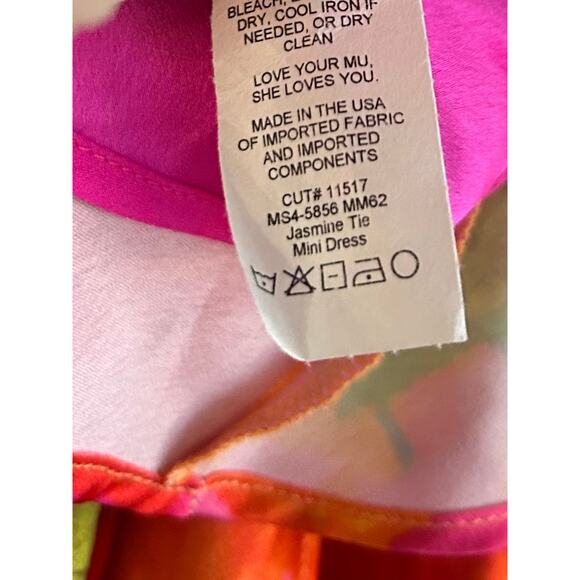 BLEACH,
DRY, COOL IRON IF
NEEDED, OR DRY
CLEAN
LOVE YOUR MU,
SHE LOVES YOU.
MADE IN THE USA
OF IMPORTED FABRIC
AND IMPORTED
COMPONENTS
CUT# 11517
MS4-5856 MM62
Jasmine Tie
Mini Dress